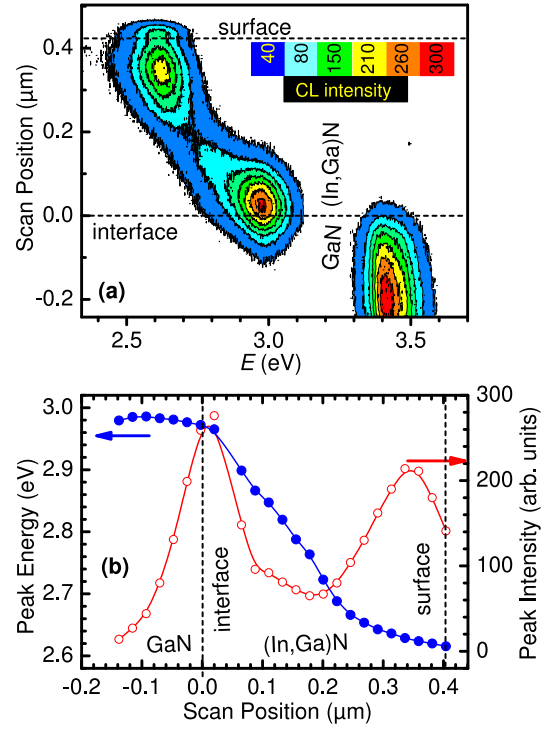 surface
40 80 150 210 260 300
CL intensity
0.4
0.2
0.0
-0.2
Scan Position (µm)
interface
GaN (In,Ga)N
(a)
2.5 3.0 3.5
E (eV)
3.0
2.9
2.8
2.7
2.6
Peak Energy (eV)
300
200
100
0
Peak Intensity (arb. units)
(b)
interface
surface
GaN (In,Ga)N
-0.2 -0.1 0.0 0.1 0.2 0.3 0.4
Scan Position (µm)